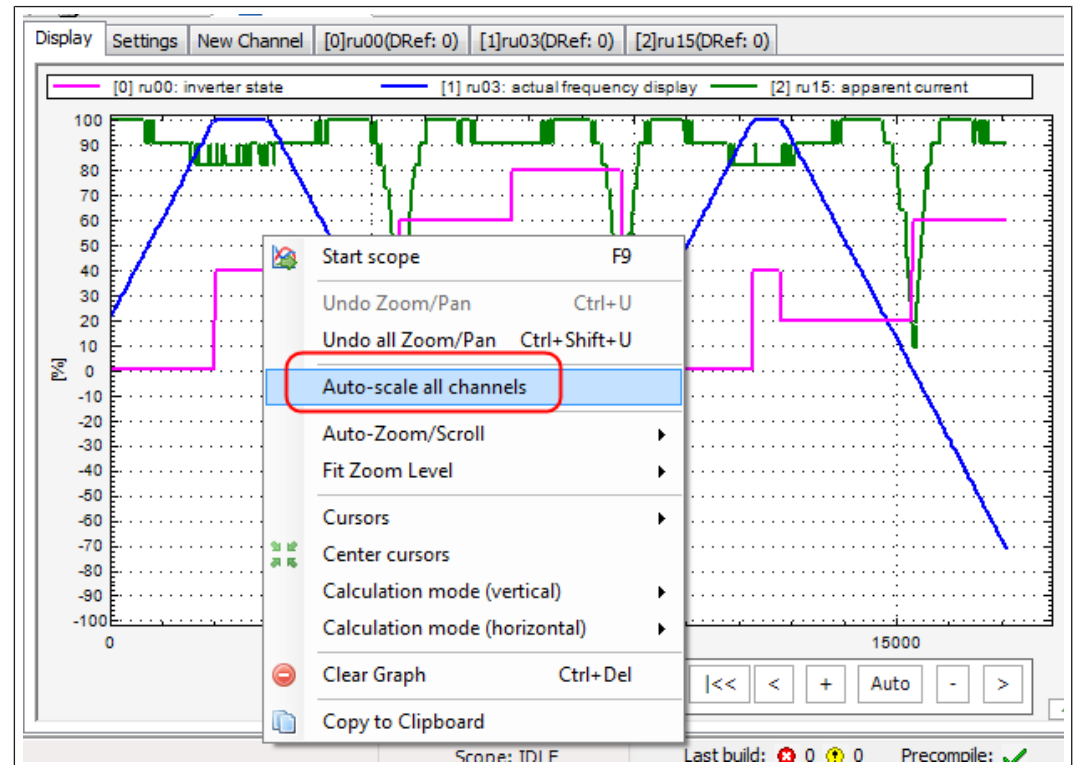 Display Settings New Channel [0]ru00(DRef: 0) [1]ru03(DRef: 0) [2]ru15(DRef: 0)
[0] ru00: inverter state [1] ru03: actual frequency display [2] ru15: apparent current
100
90
80
70
60
50
40
30
20
10
0
-10
-20
-30
-40
-50
-60
-70
-80
-90
-100
[%]
0 15000
Start scope F9
Undo Zoom/Pan Ctrl+U
Undo all Zoom/Pan Ctrl+Shift+U
Auto-scale all channels
Auto-Zoom/Scroll
Fit Zoom Level
Cursors
Center cursors
Calculation mode (vertical)
Calculation mode (horizontal)
Clear Graph Ctrl+Del
Copy to Clipboard
|<< < + Auto - >
Scope: IDLE Last build: 0 0 Precompile: